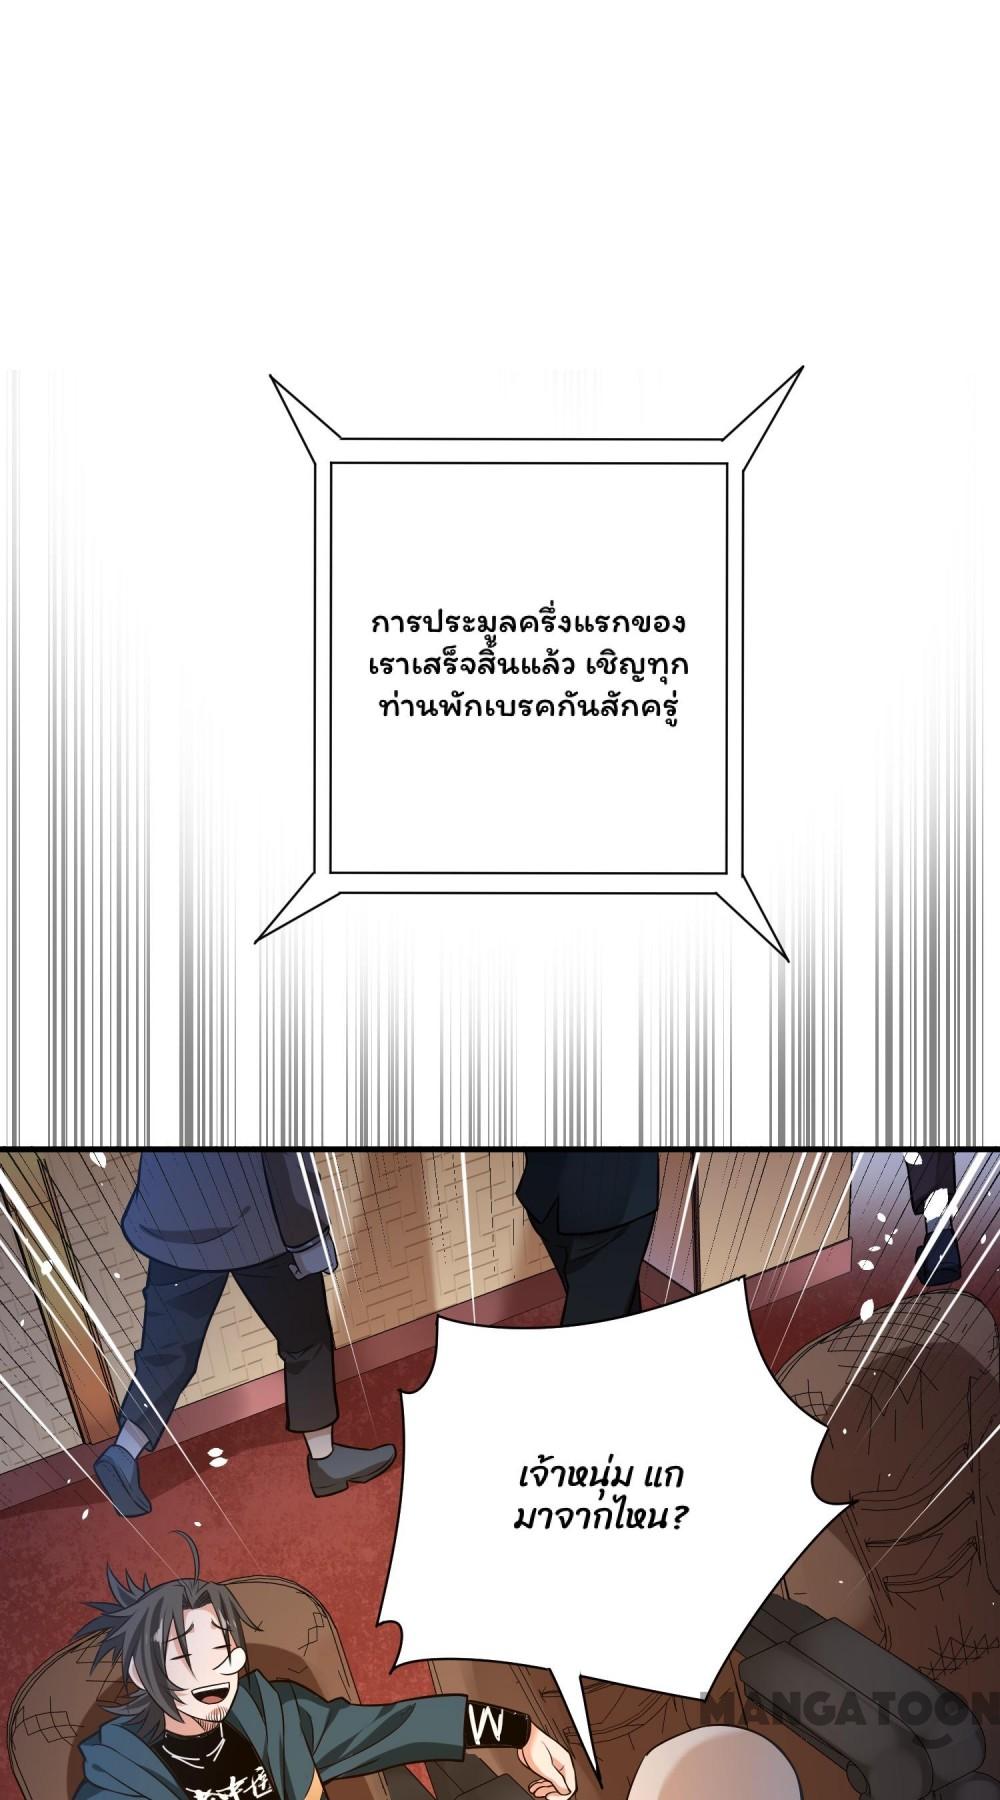 การประมูลครึ่งแรกของ
เราเสร็จสิ้นแล้ว เชิญทุก
ท่านพักเบรคกันสักครู่
เจ้าหนุ่ม แก
มาจากไหน?
MANGATOON
W